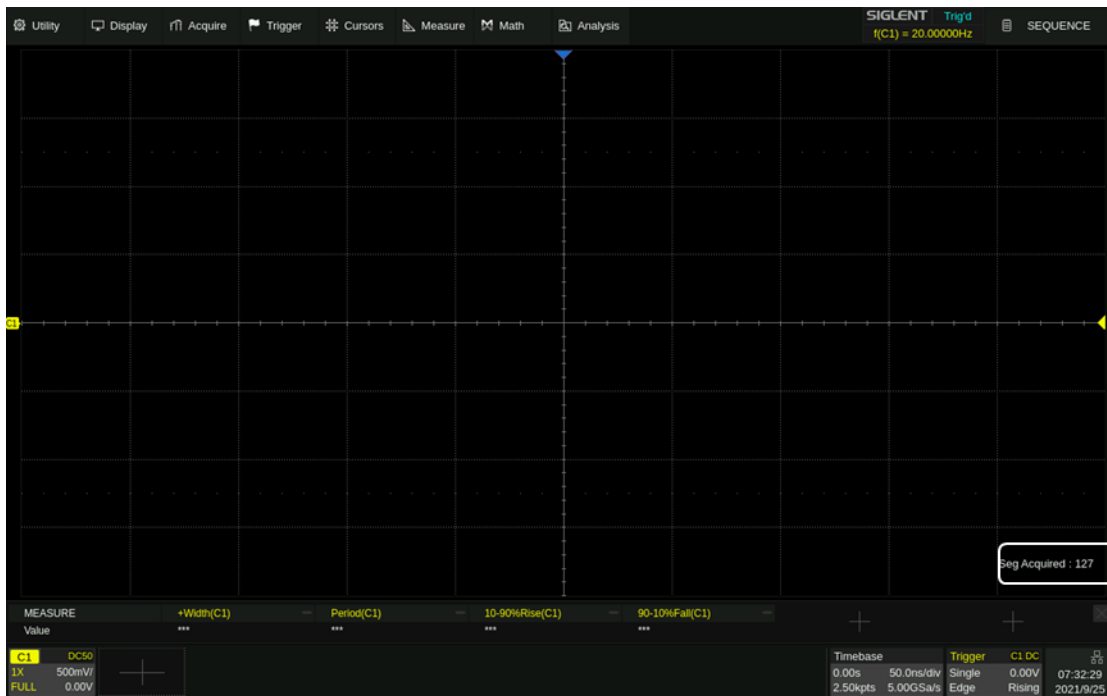 Utility Display Acquire Trigger Cursors Measure Math Analysis SIGLENT Trig'd SEQUENCE
f(C1) = 20.00000Hz
C1
Seg Acquired : 127
MEASURE +Width(C1) Period(C1) 10-90%Rise(C1) 90-10%Fall(C1)
Value *** *** *** ***
C1 DC50 Timebase Trigger C1 DC
1X 500mV/ 0.00s 50.0ns/div Single 0.00V 07:32:29
FULL 0.00V 2.50kpts 5.00GSa/s Edge Rising 2021/9/25